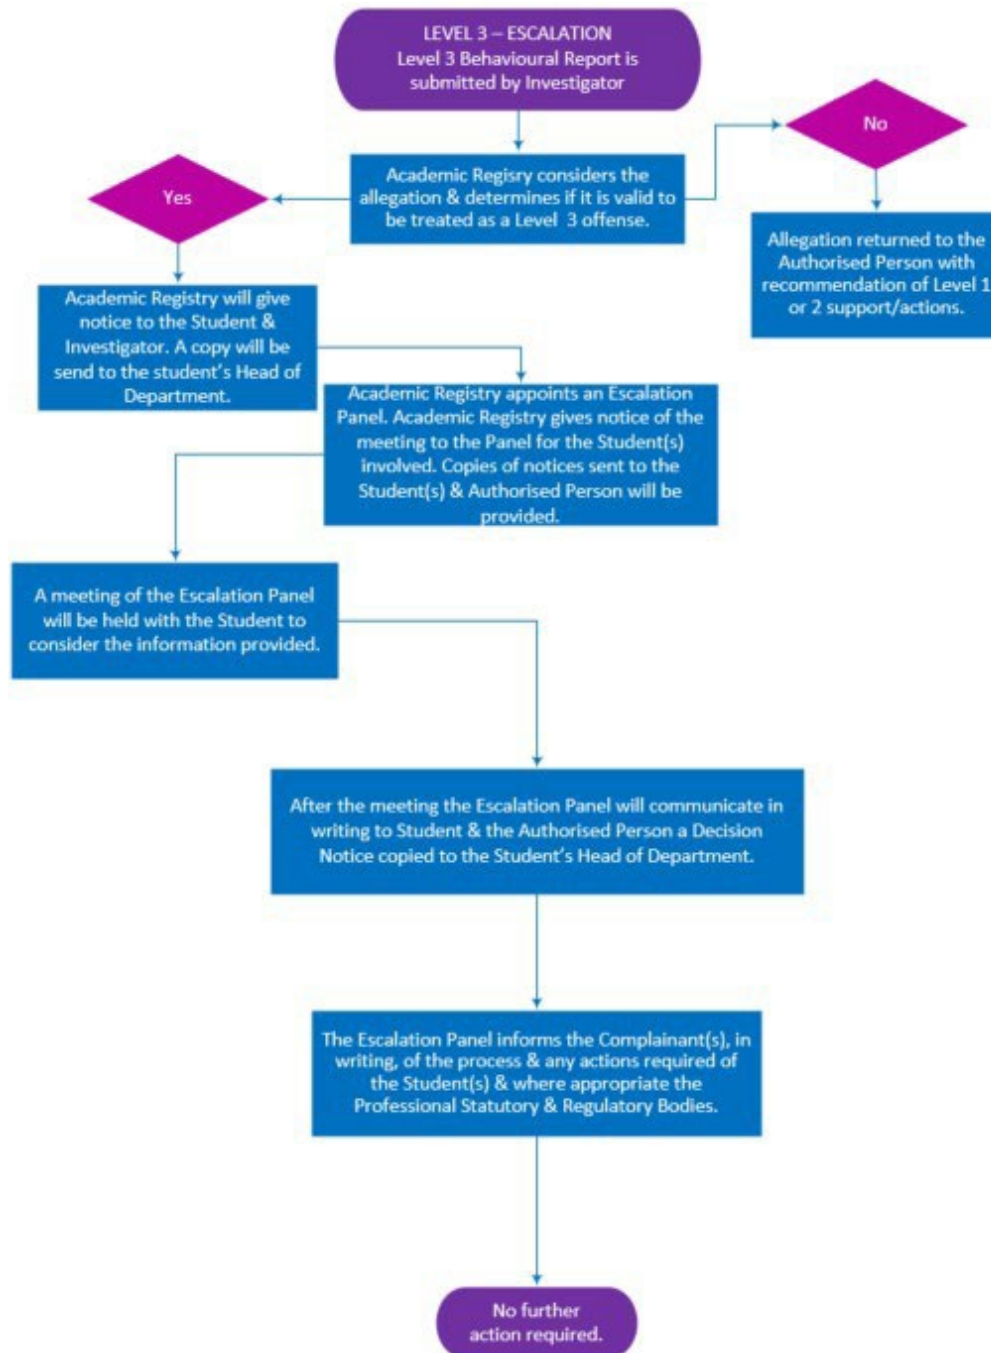 LEVEL 3 – ESCALATION
Level 3 Behavioural Report is
submitted by Investigator
No
Academic Regisry considers the
allegation & determines if it is valid to
be treated as a Level 3 offense.
Yes
Allegation returned to the
Authorised Person with
recommendation of Level 1
or 2 support/actions.
Academic Registry will give
notice to the Student &
Investigator. A copy will be
send to the student's Head of
Department.
Academic Registry appoints an Escalation
Panel. Academic Registry gives notice of the
meeting to the Panel for the Student(s)
involved. Copies of notices sent to the
Student(s) & Authorised Person will be
provided.
A meeting of the Escalation Panel
will be held with the Student to
consider the information provided.
After the meeting the Escalation Panel will communicate in
writing to Student & the Authorised Person a Decision
Notice copied to the Student's Head of Department.
The Escalation Panel informs the Complainant(s), in
writing, of the process & any actions required of
the Student(s) & where appropriate the
Professional Statutory & Regulatory Bodies.
No further
action required.